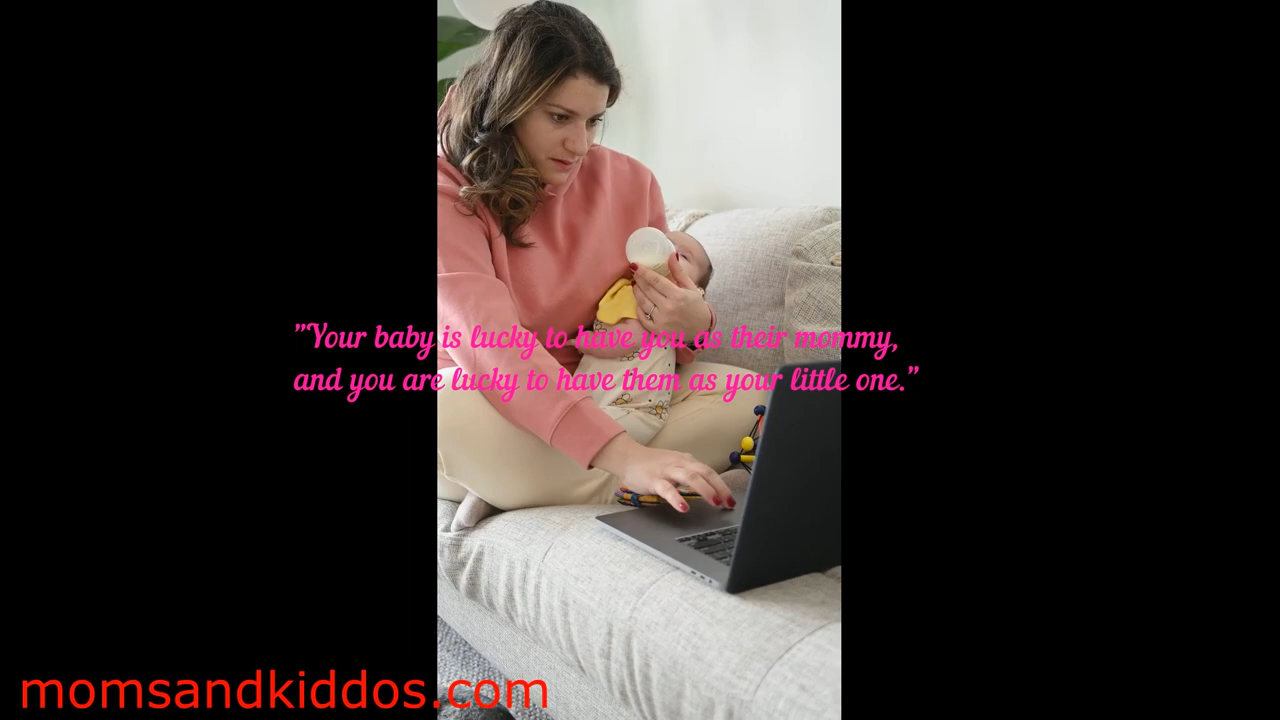 "Your baby is lucky to have you as their mommy,
and you are lucky to have them as your little one."
momsandkiddos.com